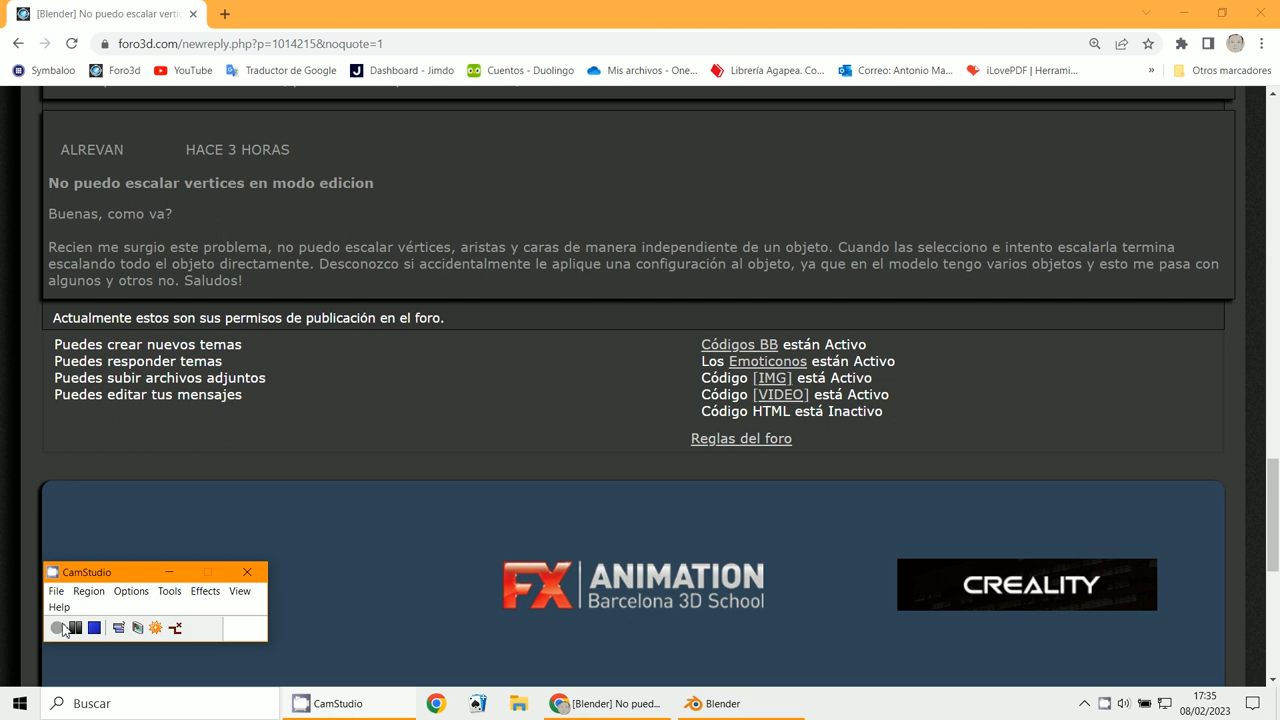 [Blender] No puedo escalar verti
foro3d.com/newreply.php?p=1014215&noquote=1
Symbaloo
Foro3d
YouTube
Traductor de Google
Dashboard - Jimdo
Cuentos - Duolingo
Mis archivos - One...
Librería Agapea. Co...
Correo: Antonio Ma...
iLovePDF | Herrami...
»
Otros marcadores
ALREVAN HACE 3 HORAS
No puedo escalar vertices en modo edicion
Buenas, como va?
Recien me surgio este problema, no puedo escalar vértices, aristas y caras de manera independiente de un objeto. Cuando las selecciono e intento escalarla termina
escalando todo el objeto directamente. Desconozco si accidentalmente le aplique una configuración al objeto, ya que en el modelo tengo varios objetos y esto me pasa con
algunos y otros no. Saludos!
Actualmente estos son sus permisos de publicación en el foro.
Puedes crear nuevos temas
Puedes responder temas
Puedes subir archivos adjuntos
Puedes editar tus mensajes
Códigos BB están Activo
Los Emoticonos están Activo
Código [IMG] está Activo
Código [VIDEO] está Activo
Código HTML está Inactivo
Reglas del foro
FX ANIMATION
Barcelona 3D School
CREALITY
CamStudio
File Region Options Tools Effects View
Help
Buscar
CamStudio
[Blender] No pued...
Blender
17:35
08/02/2023